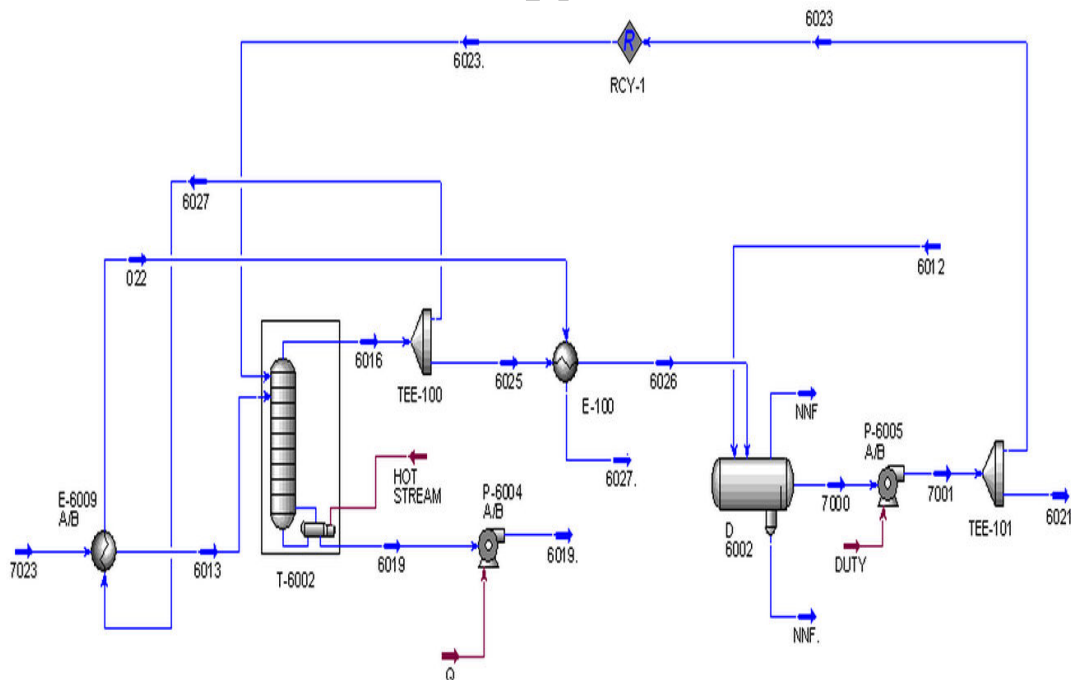 6023
6023.
R
RCY-1
6027
022
6012
6016
TEE-100
6025
E-100
6026
6027.
NNF
P-6005
A/B
7000
7001
TEE-101
6021
D
6002
DUTY
NNF.
HOT
STREAM
P-6004
A/B
6019
6019.
T-6002
Q
E-6009
A/B
7023
6013